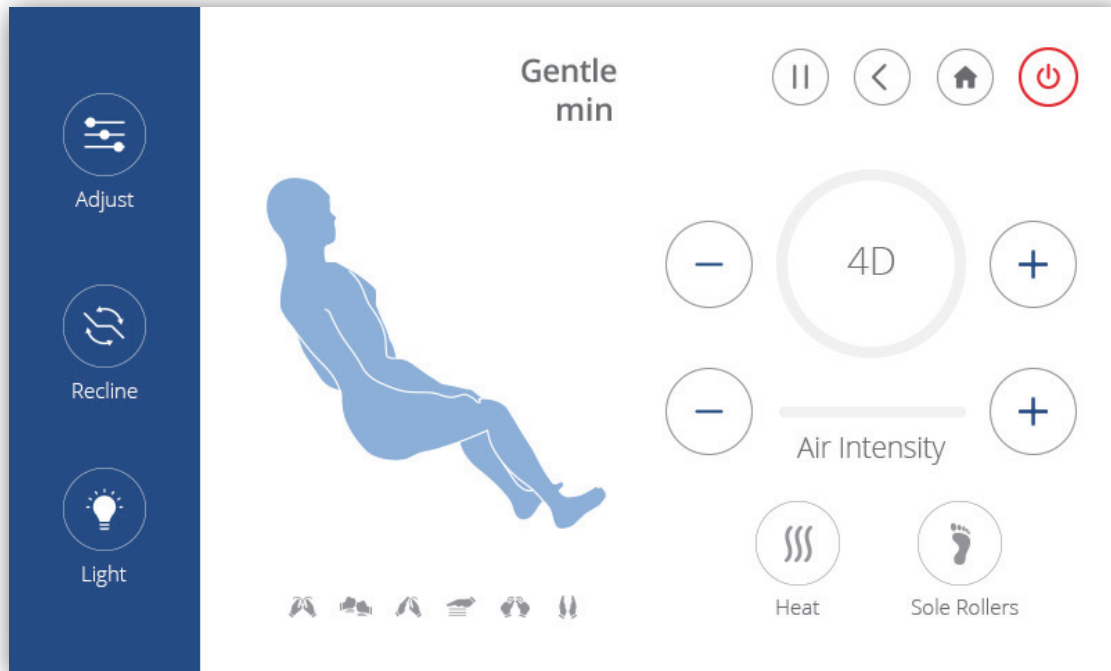 Gentle
min
Adjust
Recline
Light
4D
Air Intensity
Heat
Sole Rollers